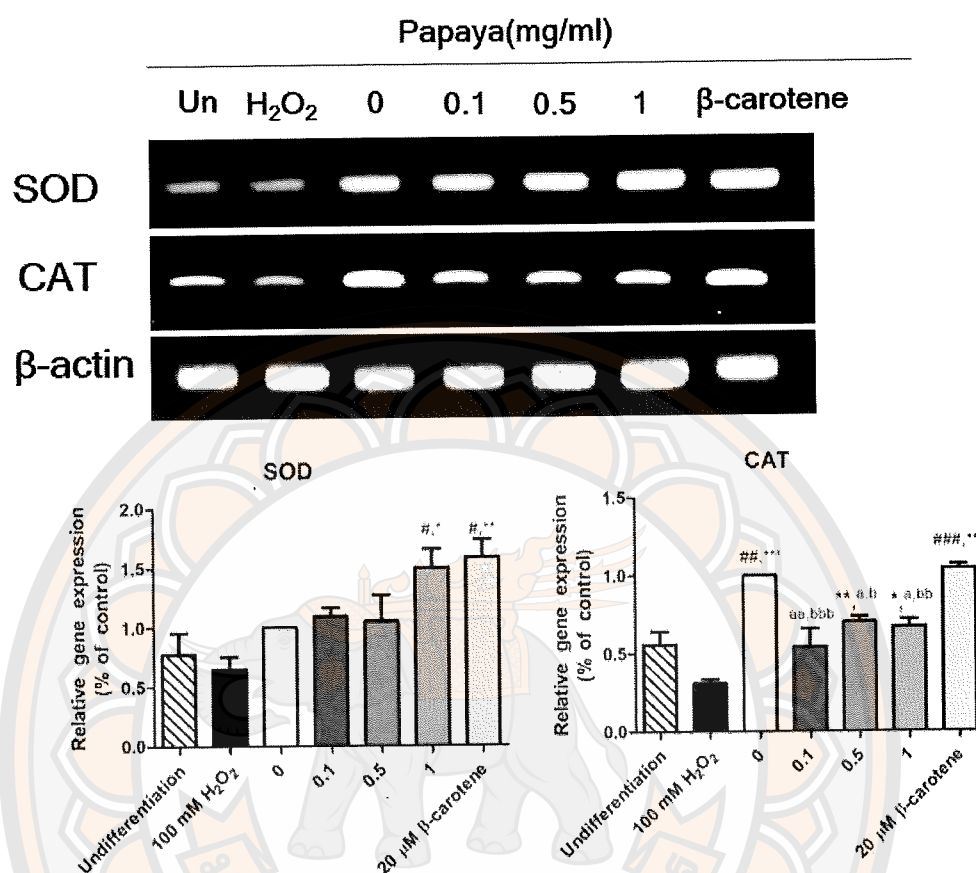 Papaya(mg/ml)
Un H₂O₂ 0 0.1 0.5 1 β-carotene
SOD
CAT
β-actin
SOD
Relative gene expression
(% of control)
2.0
1.5
1.0
0.5
0.0
#,*
#,**
Undifferentiation
100 mM H₂O₂
0
0.1
0.5
1
20 μM β-carotene
CAT
Relative gene expression
(% of control)
1.5
1.0
0.5
0.0
##,***
aa,bbb
** a,b
* a,bb
###,**
Undifferentiation
100 mM H₂O₂
0
0.1
0.5
1
20 μM β-carotene